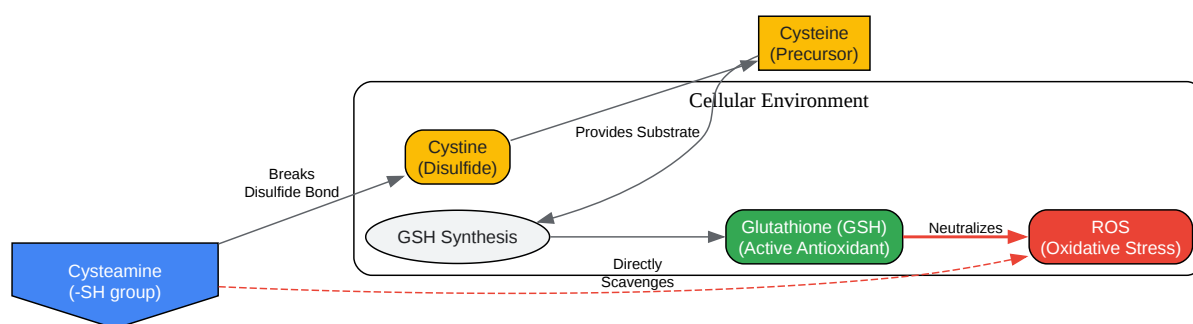 Cysteine
(Precursor)
Cellular Environment
Provides Substrate
Cystine
(Disulfide)
Breaks
Disulfide Bond
GSH Synthesis
Glutathione (GSH)
(Active Antioxidant)
Neutralizes
ROS
(Oxidative Stress)
Cysteamine
(-SH group)
Directly
Scavenges